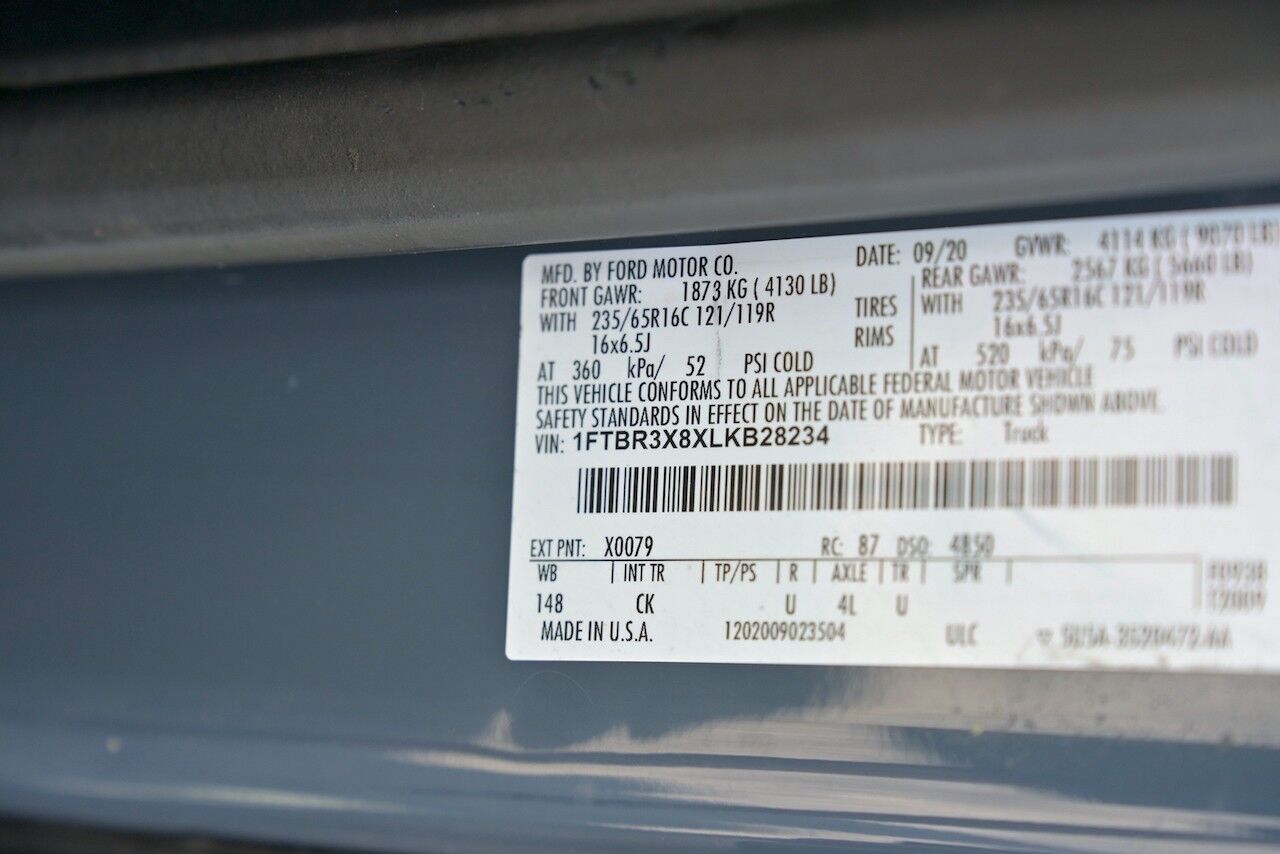 MFD. BY FORD MOTOR CO. DATE: 09/20 GVWR: 4114 KG ( 9070 LB)
FRONT GAWR: 1873 KG ( 4130 LB) REAR GAWR: 2567 KG ( 5660 LB)
WITH 235/65R16C 121/119R TIRES WITH 235/65R16C 121/119R
16x6.5J RIMS 16x6.5J
AT 360 kPa/ 52 PSI COLD AT 520 kPa/ 75 PSI COLD
THIS VEHICLE CONFORMS TO ALL APPLICABLE FEDERAL MOTOR VEHICLE
SAFETY STANDARDS IN EFFECT ON THE DATE OF MANUFACTURE SHOWN ABOVE.
VIN: 1FTBR3X8XLKB28234 TYPE: Truck
EXT PNT: X0079 RC: 87 DSO: 4850
WB INT TR TP/PS R AXLE TR SPR
148 CK U 4L U
MADE IN U.S.A. 1202009023504 ULC